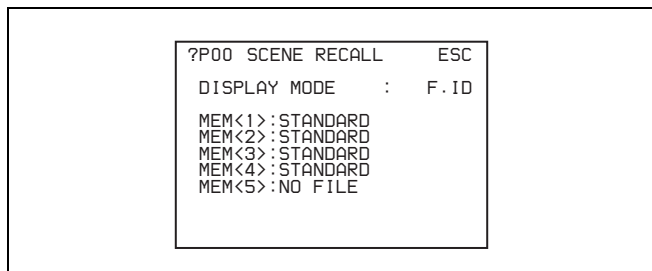 ?P00 SCENE RECALL ESC
DISPLAY MODE : F.ID
MEM<1>:STANDARD
MEM<2>:STANDARD
MEM<3>:STANDARD
MEM<4>:STANDARD
MEM<5>:NO FILE